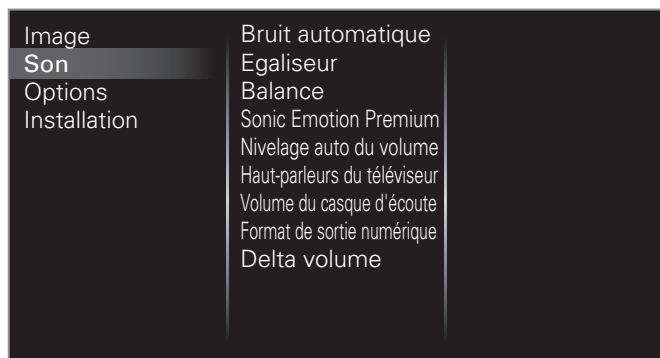 Image
Son
Options
Installation
Bruit automatique
Egaliseur
Balance
Sonic Emotion Premium
Nivelage auto du volume
Haut-parleurs du téléviseur
Volume du casque d'écoute
Format de sortie numérique
Delta volume